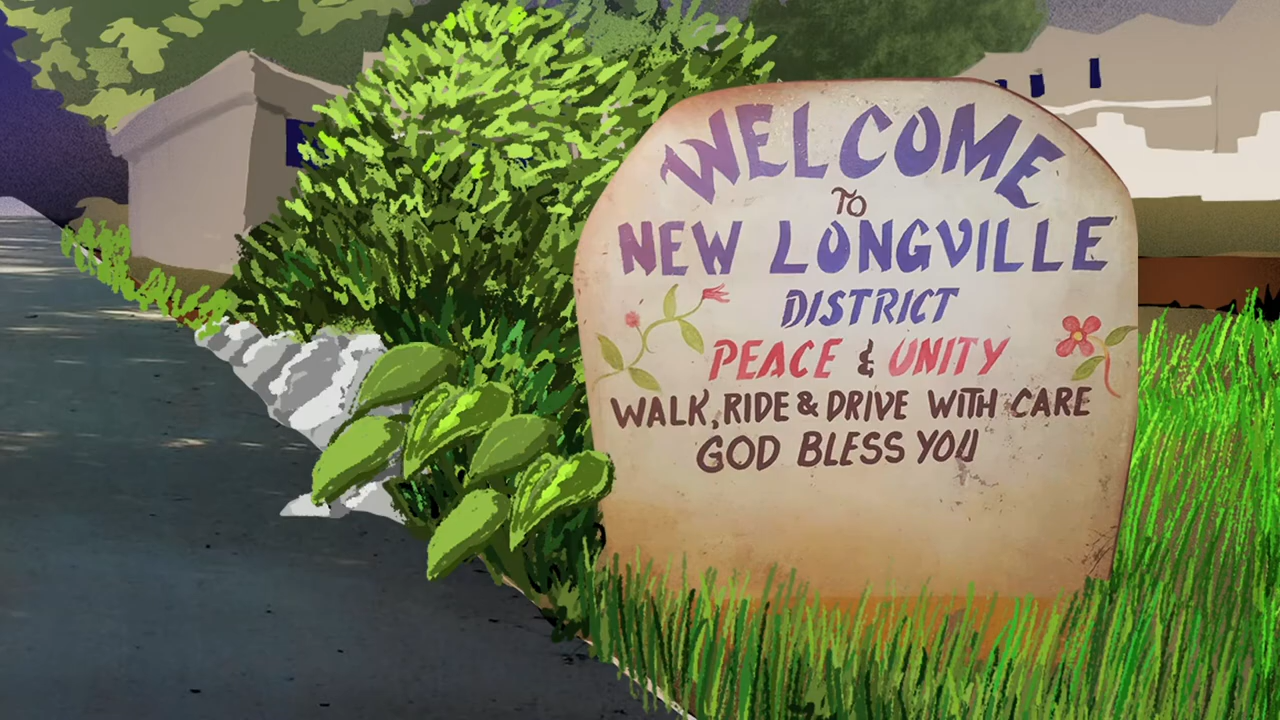 WELCOME
TO
NEW LONGVILLE
DISTRICT
PEACE & UNITY
WALK, RIDE & DRIVE WITH CARE
GOD BLESS YOU